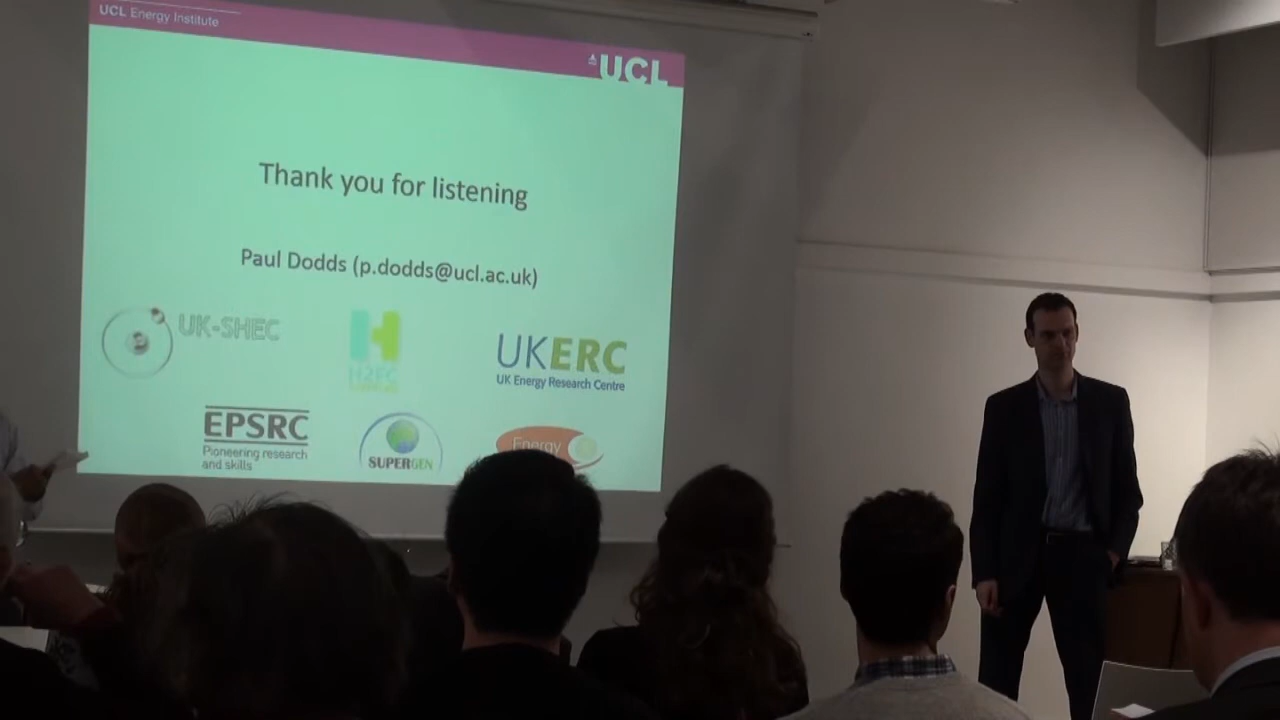 UCL Energy Institute
UCL
Thank you for listening
Paul Dodds (p.dodds@ucl.ac.uk)
UK-SHEC
H2FC
UKERC
UK Energy Research Centre
EPSRC
Pioneering research
and skills
SUPERGEN
Energy